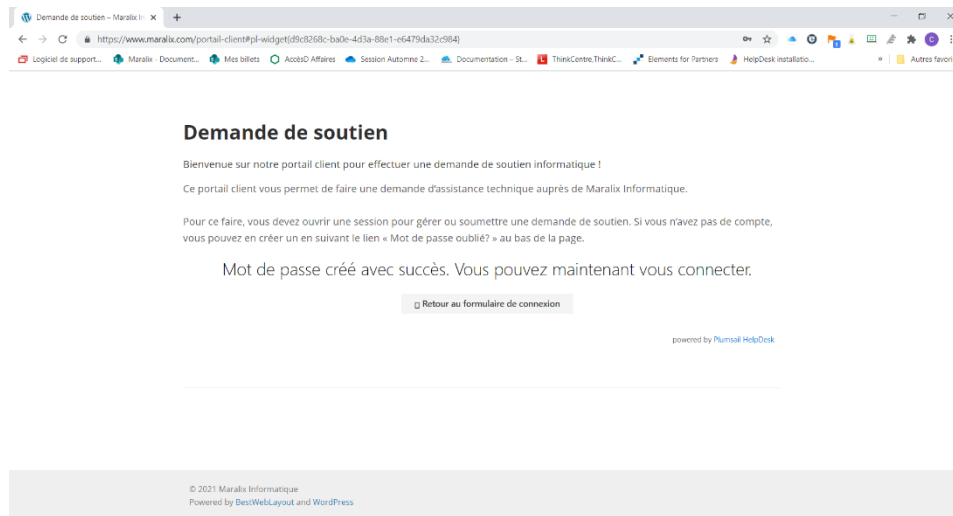 Demande de soutien – Maralix In
https://www.maralix.com/portail-client#pl-widget(d9c8268c-ba0e-4d3a-88e1-e6479da32c984)
Logiciel de support... Maralix - Document... Mes billets AccèsD Affaires Session Automne 2... Documentation – St... ThinkCentre,ThinkC... Elements for Partners HelpDesk installatio... » Autres favori
Demande de soutien
Bienvenue sur notre portail client pour effectuer une demande de soutien informatique !
Ce portail client vous permet de faire une demande d'assistance technique auprès de Maralix Informatique.
Pour ce faire, vous devez ouvrir une session pour gérer ou soumettre une demande de soutien. Si vous n'avez pas de compte,
vous pouvez en créer un en suivant le lien « Mot de passe oublié? » au bas de la page.
Mot de passe créé avec succès. Vous pouvez maintenant vous connecter.
Retour au formulaire de connexion
powered by Plumsail HelpDesk
© 2021 Maralix Informatique
Powered by BestWebLayout and WordPress